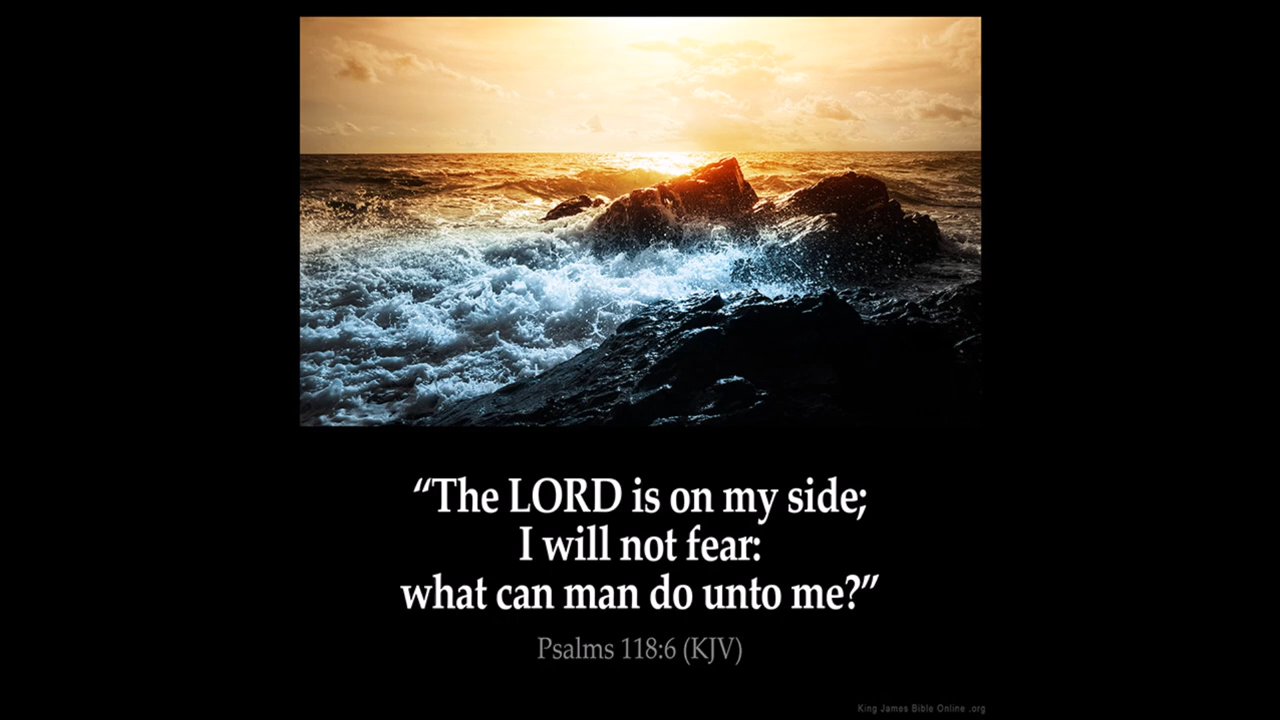 “The LORD is on my side;
I will not fear:
what can man do unto me?”
Psalms 118:6 (KJV)
King James Bible Online .org